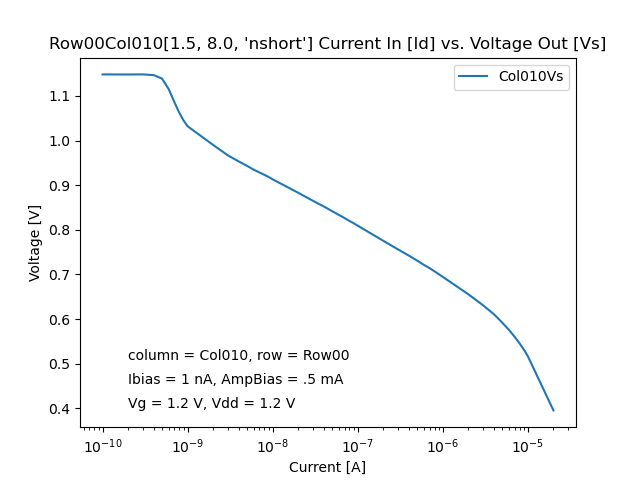 Row00Col010[1.5, 8.0, 'nshort'] Current In [Id] vs. Voltage Out [Vs]
Col010Vs
1.1
1.0
0.9
0.8
0.7
0.6
0.5
0.4
Voltage [V]
column = Col010, row = Row00
Ibias = 1 nA, AmpBias = .5 mA
Vg = 1.2 V, Vdd = 1.2 V
10⁻¹⁰ 10⁻⁹ 10⁻⁸ 10⁻⁷ 10⁻⁶ 10⁻⁵
Current [A]